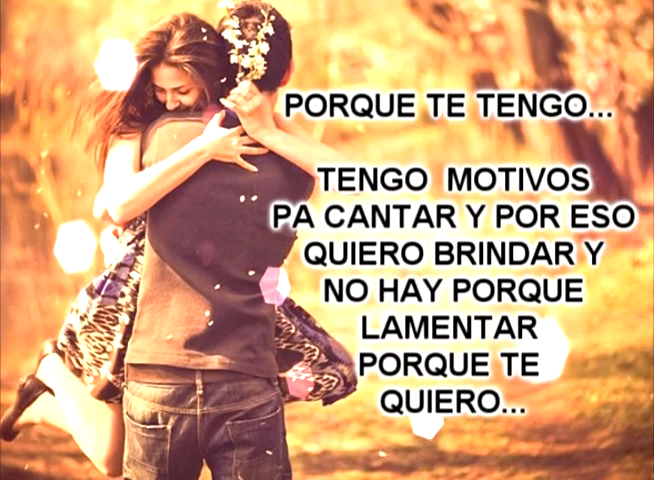 PORQUE TE TENGO...
TENGO MOTIVOS
PA CANTAR Y POR ESO
QUIERO BRINDAR Y
NO HAY PORQUE
LAMENTAR
PORQUE TE
QUIERO...